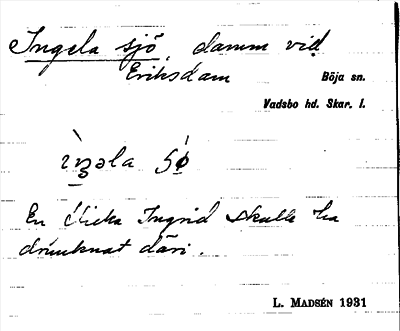 Ingela sjö, damm vid
Eriksdam
Böja sn.
Vadsbo hd. Skar. l.
En flicka Ingrid skulle ha
drunknat däri.
L. MADSÉN 1931